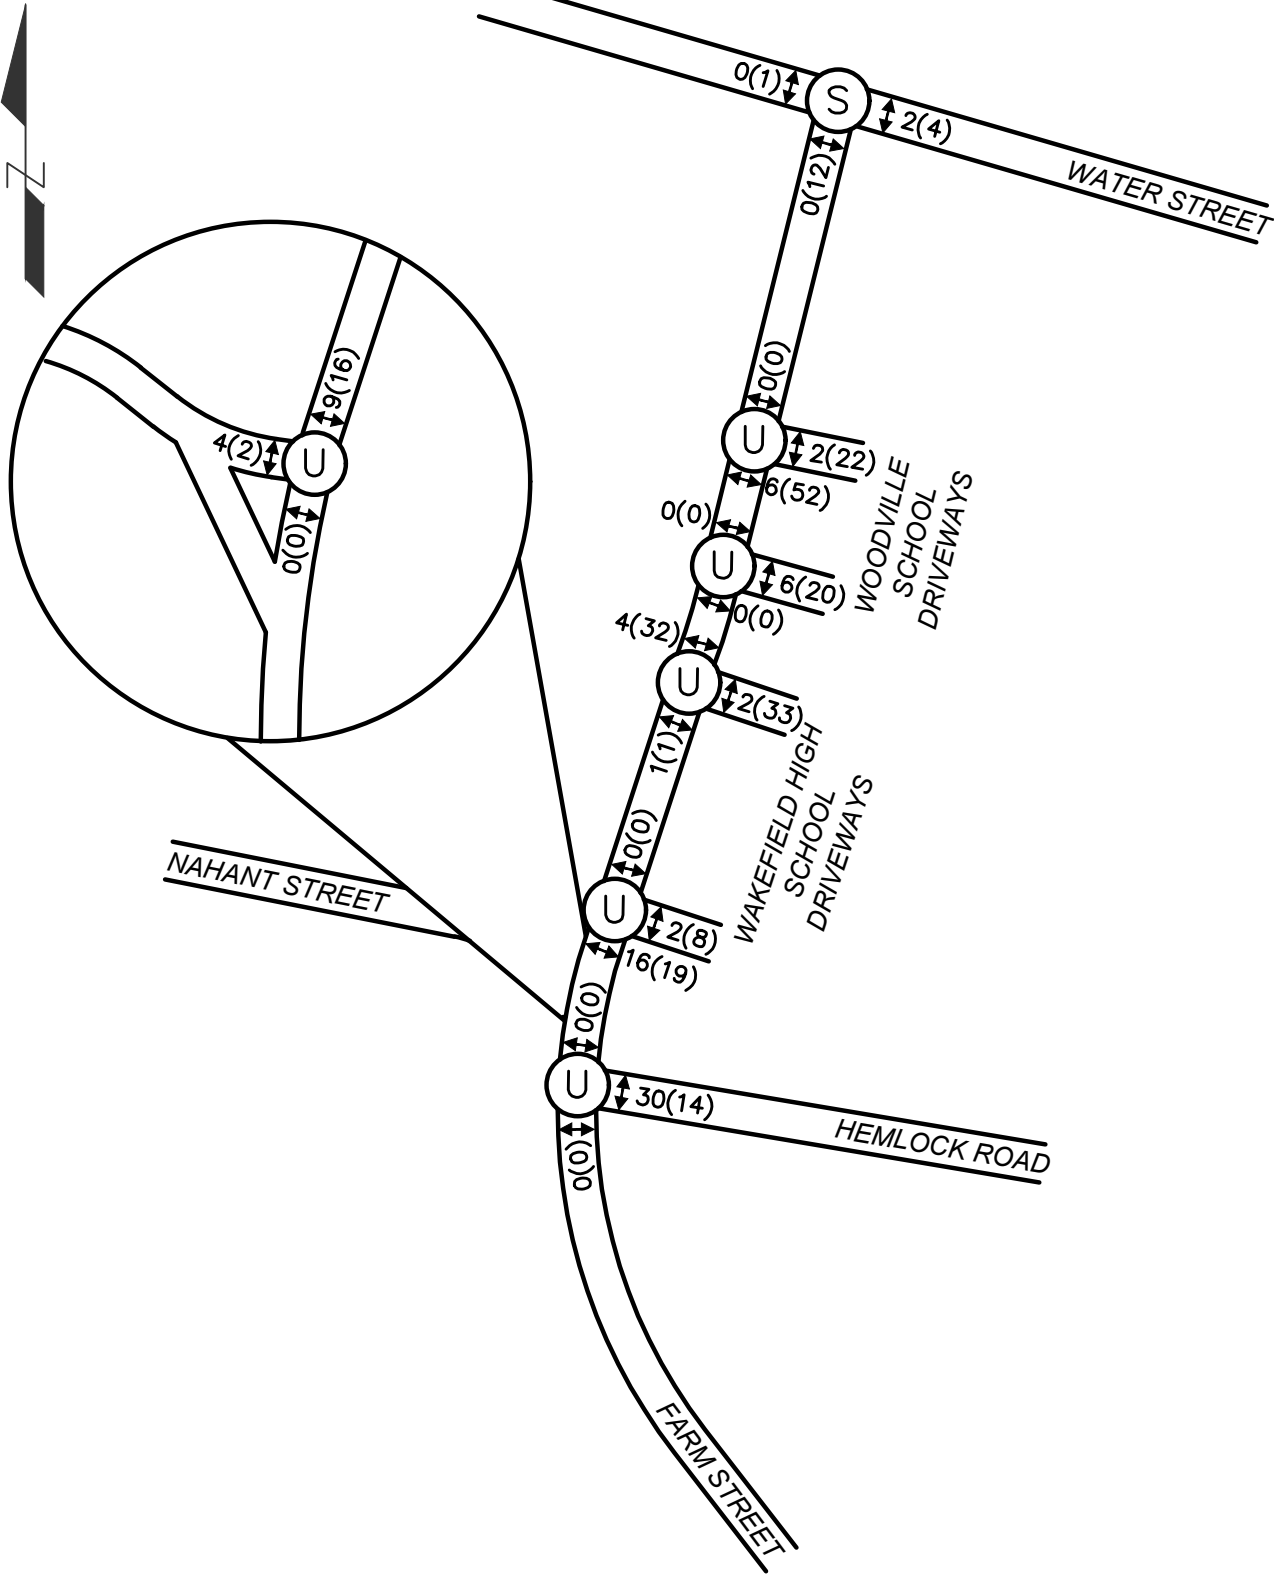 0(1)
S
2(4)
WATER STREET
0(12)
N
0(0)
U
2(22)
6(52)
9(16)
4(2)
U
0(0)
0(0)
U
6(20)
0(0)
WOODVILLE
SCHOOL
DRIVEWAYS
4(32)
U
2(33)
1(1)
WAKEFIELD HIGH
SCHOOL
DRIVEWAYS
0(0)
NAHANT STREET
U
2(8)
16(19)
0(0)
U
30(14)
HEMLOCK ROAD
0(0)
FARM STREET